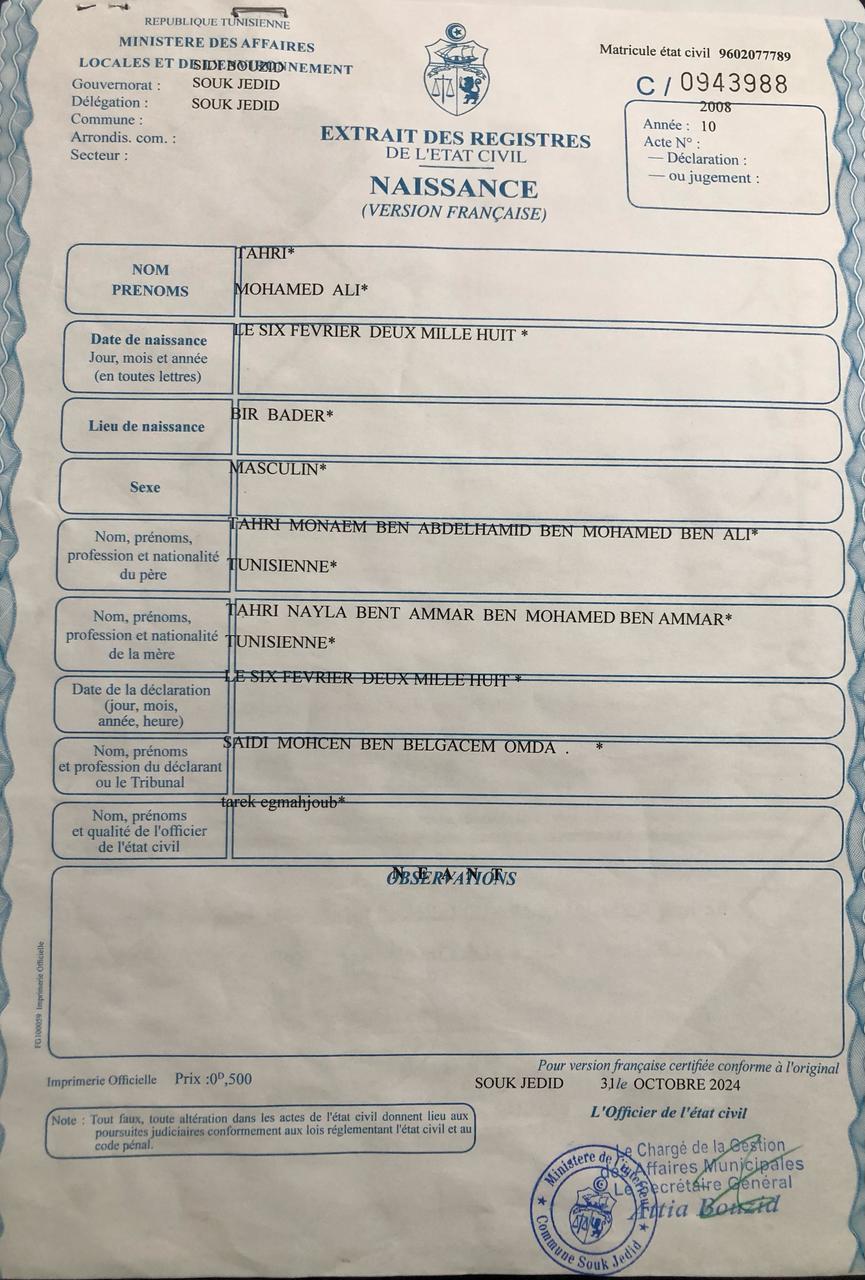 REPUBLIQUE TUNISIENNE
MINISTERE DES AFFAIRES
LOCALES ET DE L'ENVIRONNEMENT
SIDI BOUZID
Matricule état civil 9602077789
C / 0943988
Gouvernorat : SOUK JEDID
Délégation : SOUK JEDID
Commune :
Arrondis. com. :
Secteur :
2008
Année : 10
Acte N° :
— Déclaration :
— ou jugement :
EXTRAIT DES REGISTRES
DE L'ETAT CIVIL
NAISSANCE
(VERSION FRANÇAISE)
NOM
PRENOMS
TAHRI*
MOHAMED ALI*
Date de naissance
Jour, mois et année
(en toutes lettres)
LE SIX FEVRIER DEUX MILLE HUIT *
Lieu de naissance
BIR BADER*
Sexe
MASCULIN*
Nom, prénoms,
profession et nationalité
du père
TAHRI MONAEM BEN ABDELHAMID BEN MOHAMED BEN ALI*
TUNISIENNE*
Nom, prénoms,
profession et nationalité
de la mère
TAHRI NAYLA BENT AMMAR BEN MOHAMED BEN AMMAR*
TUNISIENNE*
Date de la déclaration
(jour, mois,
année, heure)
LE SIX FEVRIER DEUX MILLE HUIT *
Nom, prénoms
et profession du déclarant
ou le Tribunal
SAIDI MOHCEN BEN BELGACEM OMDA . *
Nom, prénoms
et qualité de l'officier
de l'état civil
tarek egmahjoub*
OBSERVATIONS
N E A N T
FG100059 Imprimerie Officielle
Imprimerie Officielle Prix :0ᴰ,500
Pour version française certifiée conforme à l'original
SOUK JEDID 31 le OCTOBRE 2024
L'Officier de l'état civil
Note : Tout faux, toute altération dans les actes de l'état civil donnent lieu aux
poursuites judiciaires conformement aux lois réglementant l'état civil et au
code pénal.
Le Chargé de la Gestion
des Affaires Municipales
Le Secrétaire Général
Attia Bouzid
Ministere de l'interieur
Commune Souk Jedid